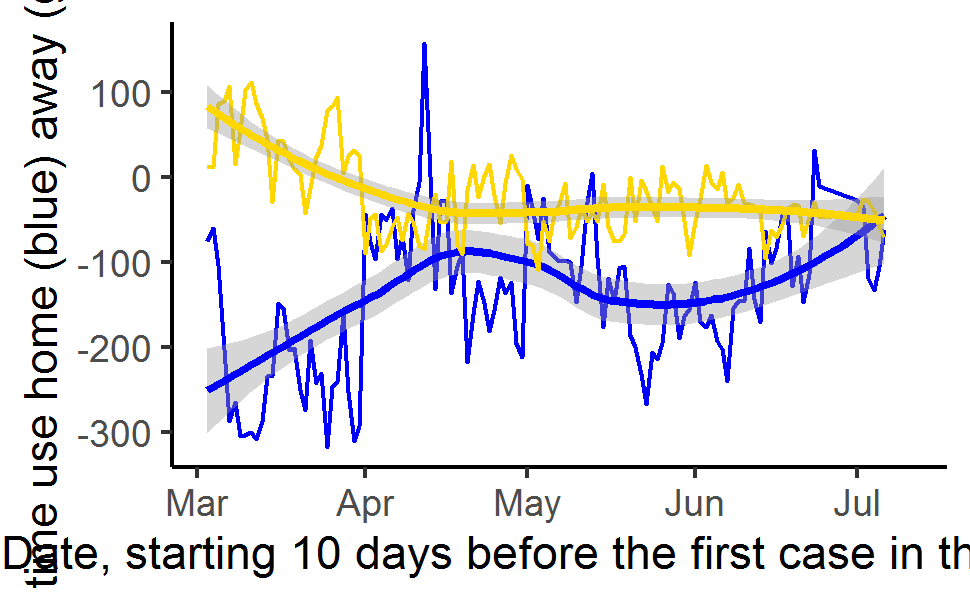 time use home (blue) away (
100
0
-100
-200
-300
Mar Apr May Jun Jul
Date, starting 10 days before the first case in th